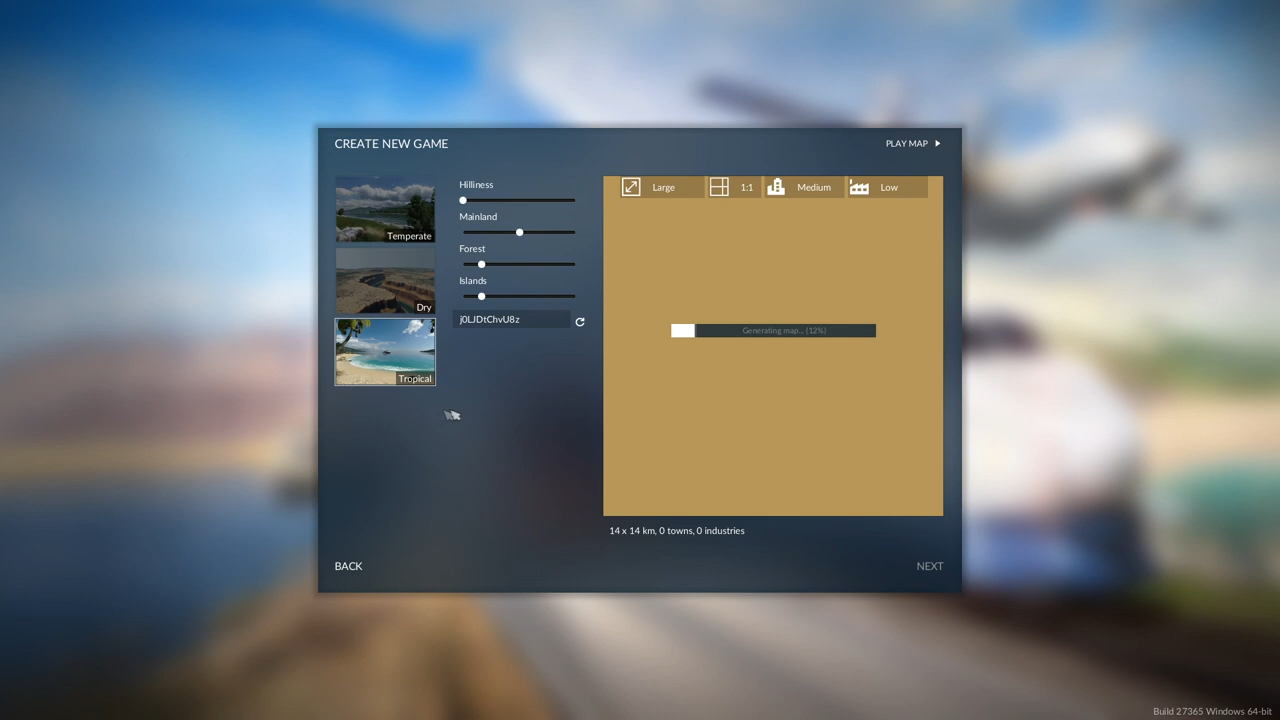 CREATE NEW GAME
PLAY MAP
Temperate
Dry
Tropical
Hilliness
Mainland
Forest
Islands
j0LJDtChvU8z
Large
1:1
Medium
Low
Generating map... (12%)
14 x 14 km, 0 towns, 0 industries
BACK
NEXT
Build 27365 Windows 64-bit